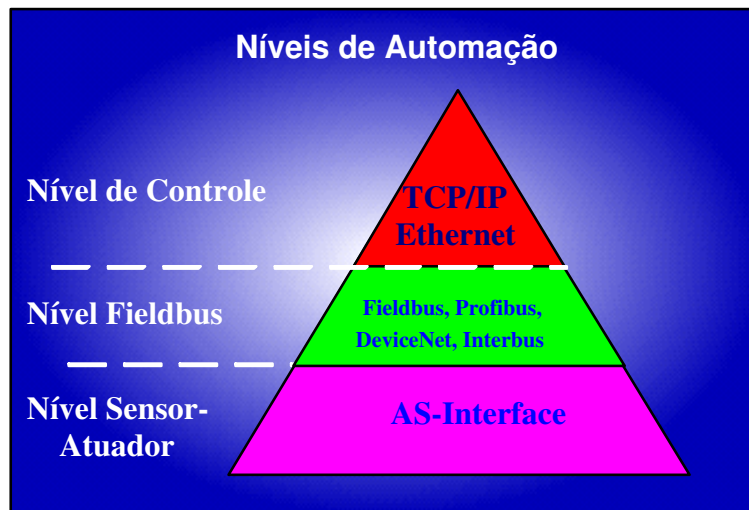 Níveis de Automação
Nível de Controle
TCP/IP
Ethernet
Nível Fieldbus
Fieldbus, Profibus,
DeviceNet, Interbus
Nível Sensor-
Atuador
AS-Interface